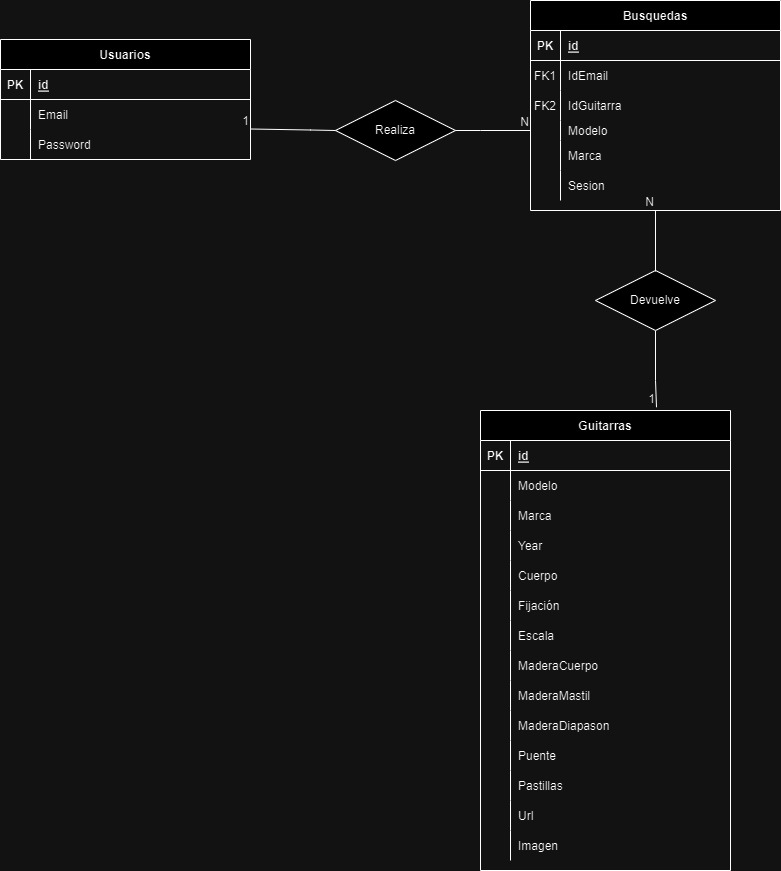 Usuarios
PK id
Email
Password
1
Realiza
N
Busquedas
PK id
FK1 IdEmail
FK2 IdGuitarra
Modelo
Marca
Sesion
N
Devuelve
1
Guitarras
PK id
Modelo
Marca
Year
Cuerpo
Fijación
Escala
MaderaCuerpo
MaderaMastil
MaderaDiapason
Puente
Pastillas
Url
Imagen